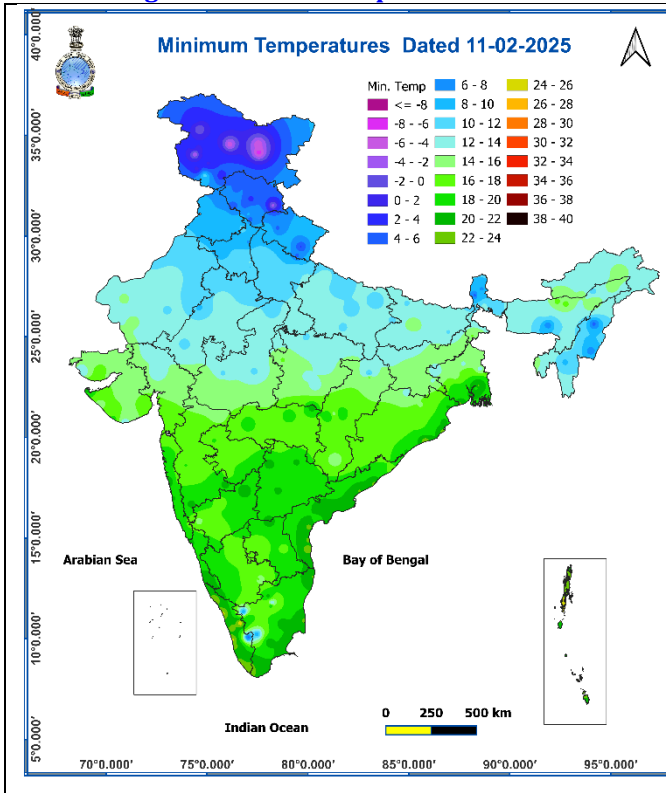 Minimum Temperatures Dated 11-02-2025
Min. Temp
<= -8
-8 - -6
-6 - -4
-4 - -2
-2 - 0
0 - 2
2 - 4
4 - 6
6 - 8
8 - 10
10 - 12
12 - 14
14 - 16
16 - 18
18 - 20
20 - 22
22 - 24
24 - 26
26 - 28
28 - 30
30 - 32
32 - 34
34 - 36
36 - 38
38 - 40
40°0.000'
35°0.000'
30°0.000'
25°0.000'
20°0.000'
15°0.000'
10°0.000'
5°0.000'
Arabian Sea
Bay of Bengal
Indian Ocean
0 250 500 km
70°0.000' 75°0.000' 80°0.000' 85°0.000' 90°0.000' 95°0.000'